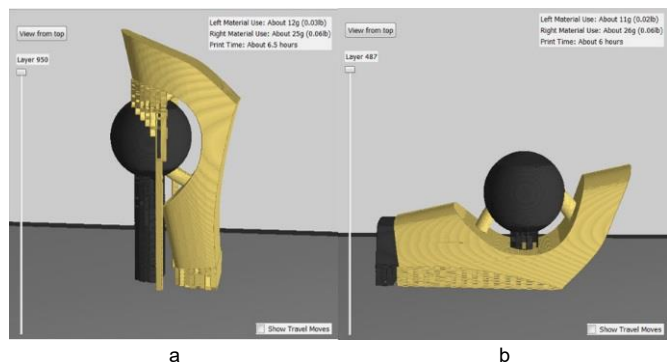 View from top
Left Material Use: About 12g (0.03lb)
Right Material Use: About 25g (0.06lb)
Print Time: About 6.5 hours
Layer 950
Show Travel Moves
a
View from top
Left Material Use: About 11g (0.02lb)
Right Material Use: About 26g (0.06lb)
Print Time: About 6 hours
Layer 487
Show Travel Moves
b